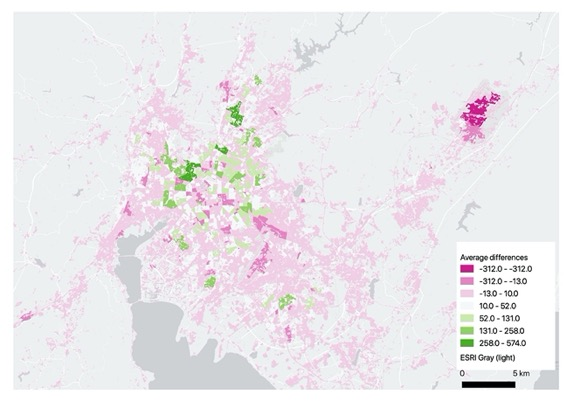 Average differences
-312.0 - -312.0
-312.0 - -13.0
-13.0 - 10.0
10.0 - 52.0
52.0 - 131.0
131.0 - 258.0
258.0 - 574.0
ESRI Gray (light)
0 5 km